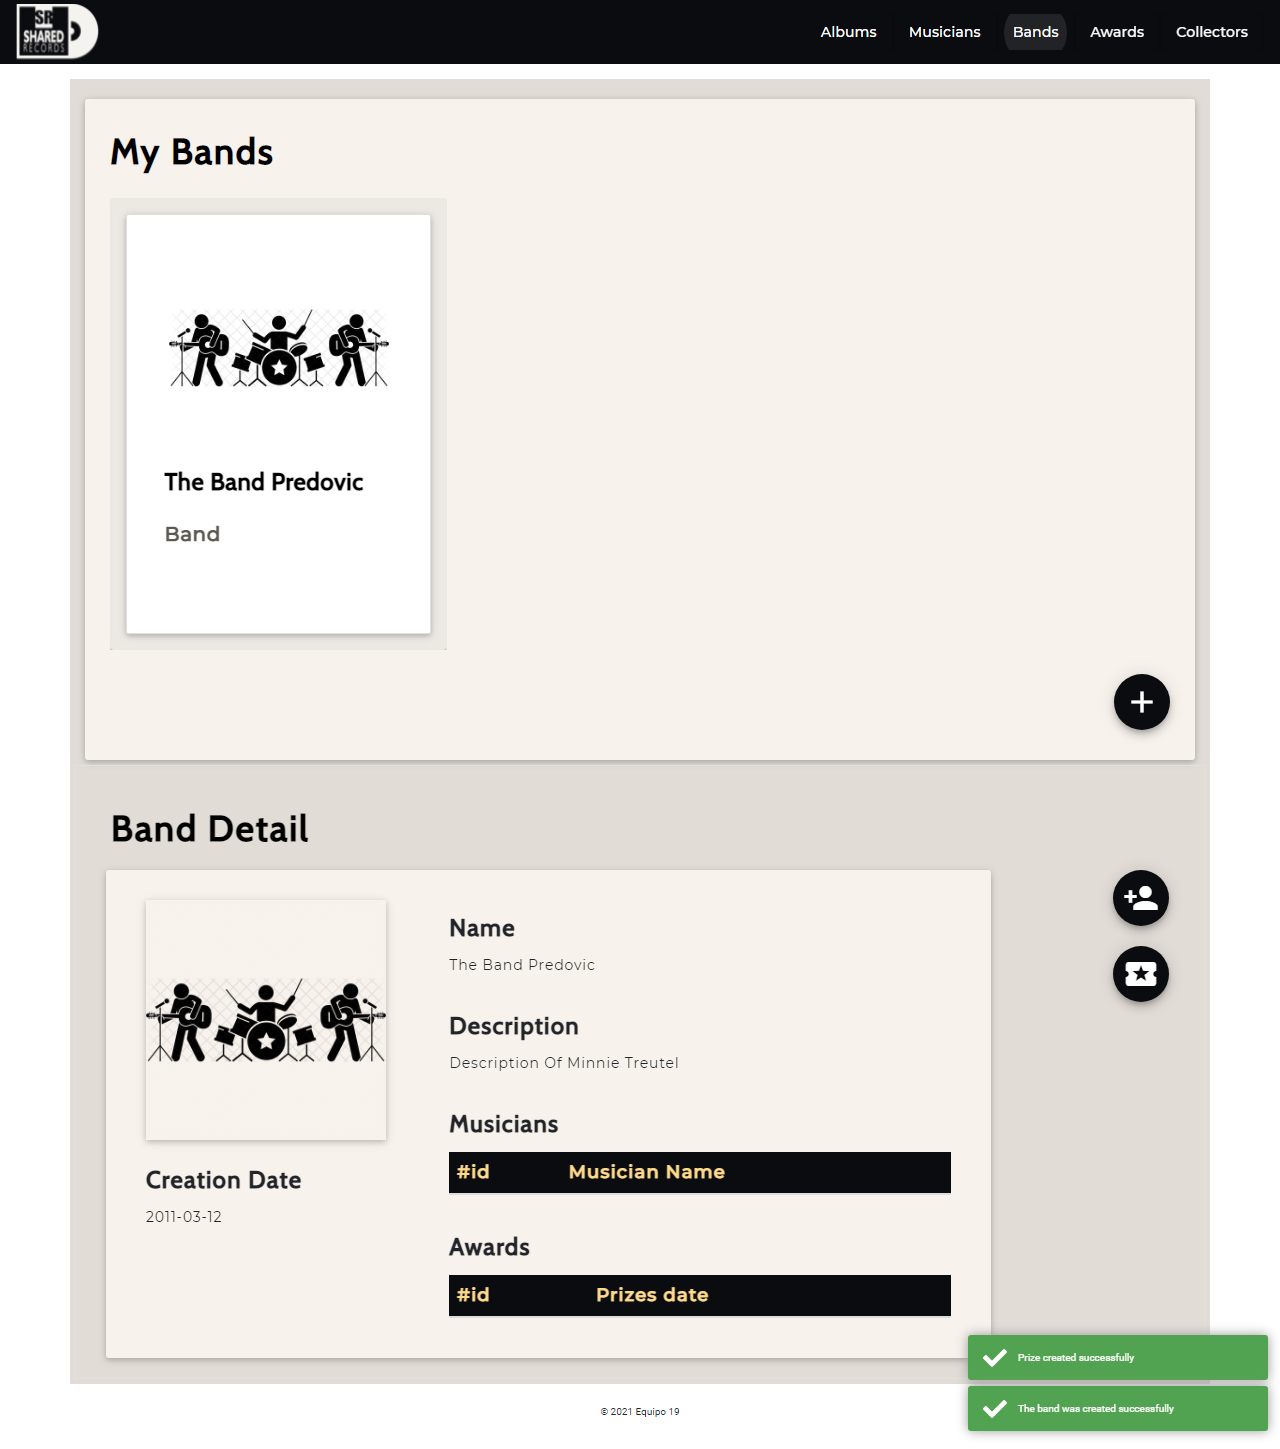 SR
SHARED
RECORDS
Albums
Musicians
Bands
Awards
Collectors
My Bands
The Band Predovic
Band
Band Detail
Name
The Band Predovic
Description
Description Of Minnie Treutel
Musicians
#id Musician Name
Creation Date
2011-03-12
Awards
#id Prizes date
Prize created successfully
The band was created successfully
© 2021 Equipo 19